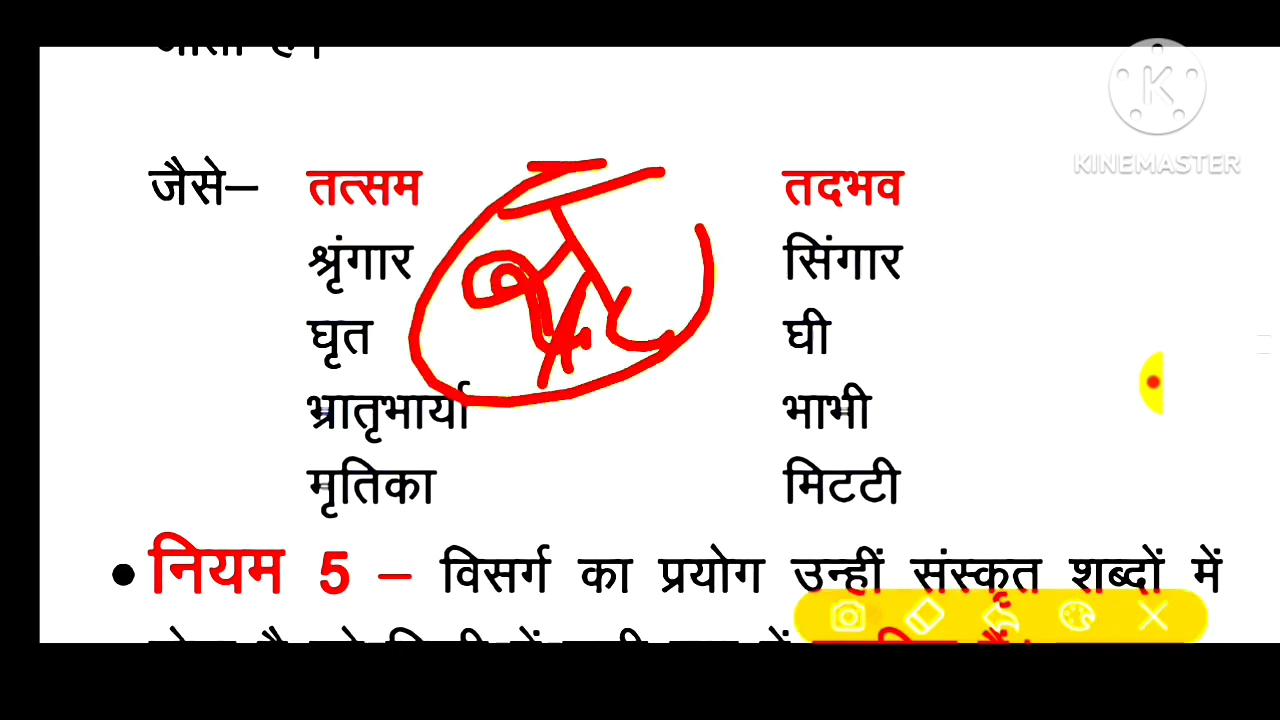 KINEMASTER
जैसे– तत्सम तदभव
श्रृंगार सिंगार
घृत घी
भ्रातृभार्या भाभी
मृतिका मिटटी
• नियम 5 – विसर्ग का प्रयोग उन्हीं संस्कृत शब्दों में